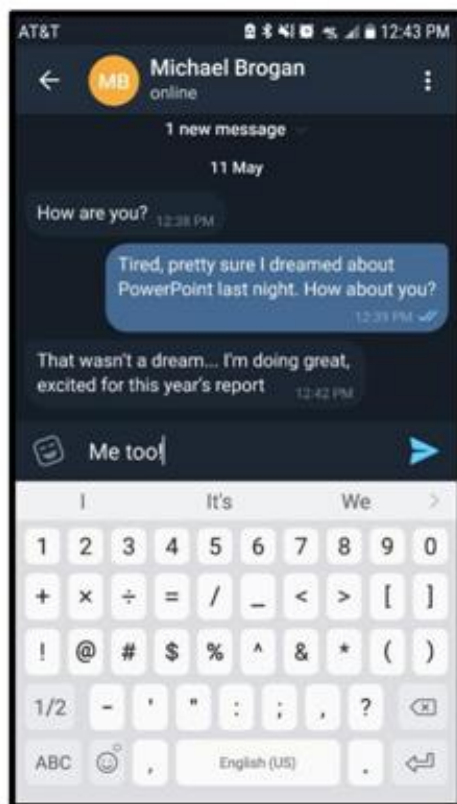 AT&T 12:43 PM
MB Michael Brogan
online
1 new message
11 May
How are you? 12:38 PM
Tired, pretty sure I dreamed about
PowerPoint last night. How about you?
12:39 PM
That wasn't a dream... I'm doing great,
excited for this year's report 12:42 PM
Me too!
I It's We >
1 2 3 4 5 6 7 8 9 0
+ × ÷ = / _ < > [ ]
! @ # $ % ^ & * ( )
1/2 - ' " : ; , ?
ABC , English (US) .